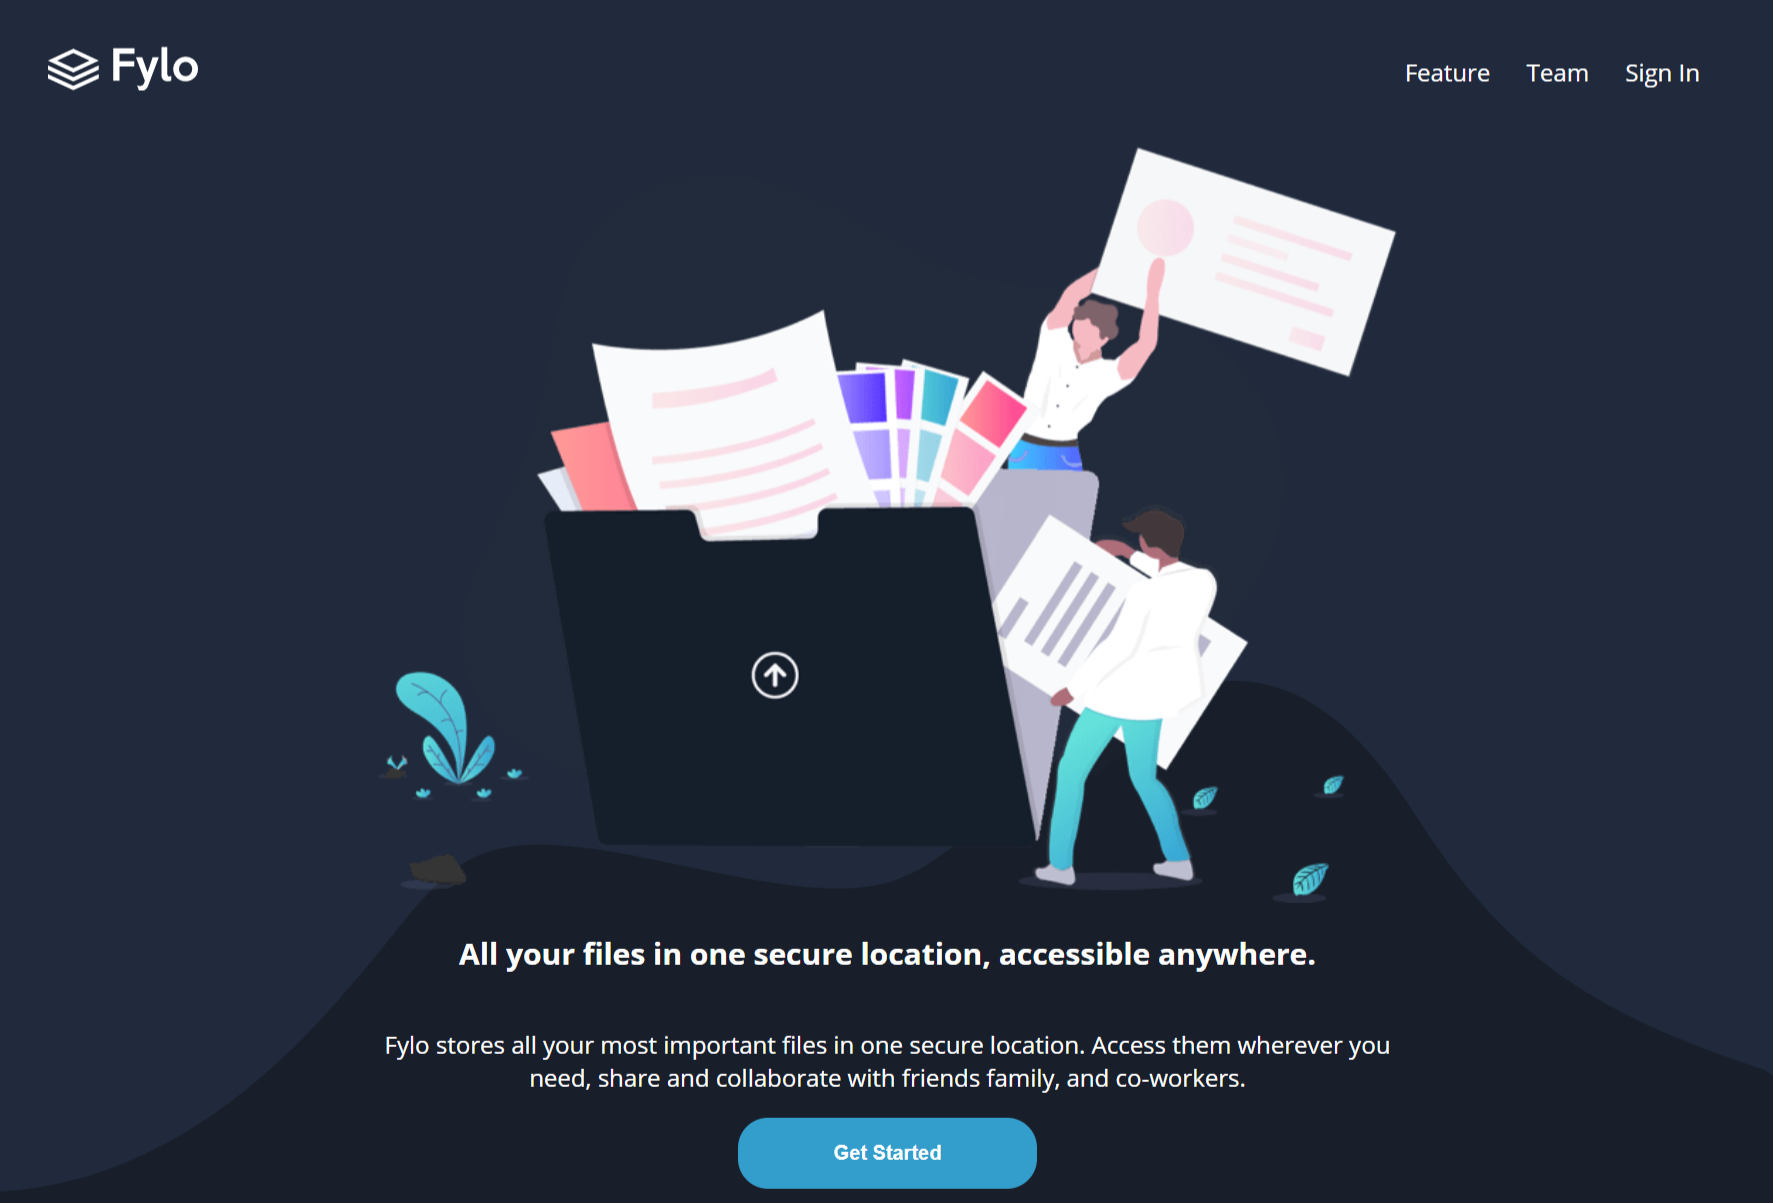 Fylo
Feature Team Sign In
All your files in one secure location, accessible anywhere.
Fylo stores all your most important files in one secure location. Access them wherever you
need, share and collaborate with friends family, and co-workers.
Get Started